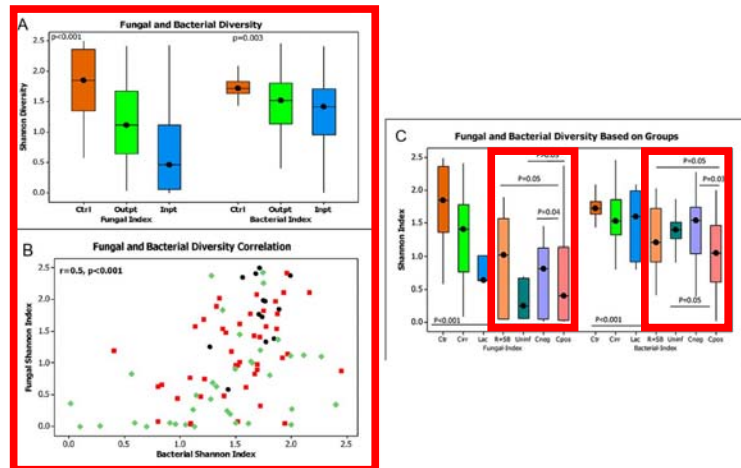 A
Fungal and Bacterial Diversity
p<0.001
p=0.003
Shannon Diversity
2.5
2.0
1.5
1.0
0.5
0.0
Ctrl Outpt Inpt Ctrl Outpt Inpt
Fungal Index Bacterial Index
B
Fungal and Bacterial Diversity Correlation
r=0.5, p<0.001
Fungal Shannon Index
2.5
2.0
1.5
1.0
0.5
0.0
0.0 0.5 1.0 1.5 2.0 2.5
Bacterial Shannon Index
C
Fungal and Bacterial Diversity Based on Groups
Shannon Index
2.5
2.0
1.5
1.0
0.5
0.0
P=0.05
P=0.04
P=0.05
P=0.03
P=0.05
P<0.001
P<0.001
Ctr Cirr Lac R+SB Uninf Cneg Cpos Ctr Cirr Lac R+SB Uninf Cneg Cpos
Fungal Index Bacterial Index